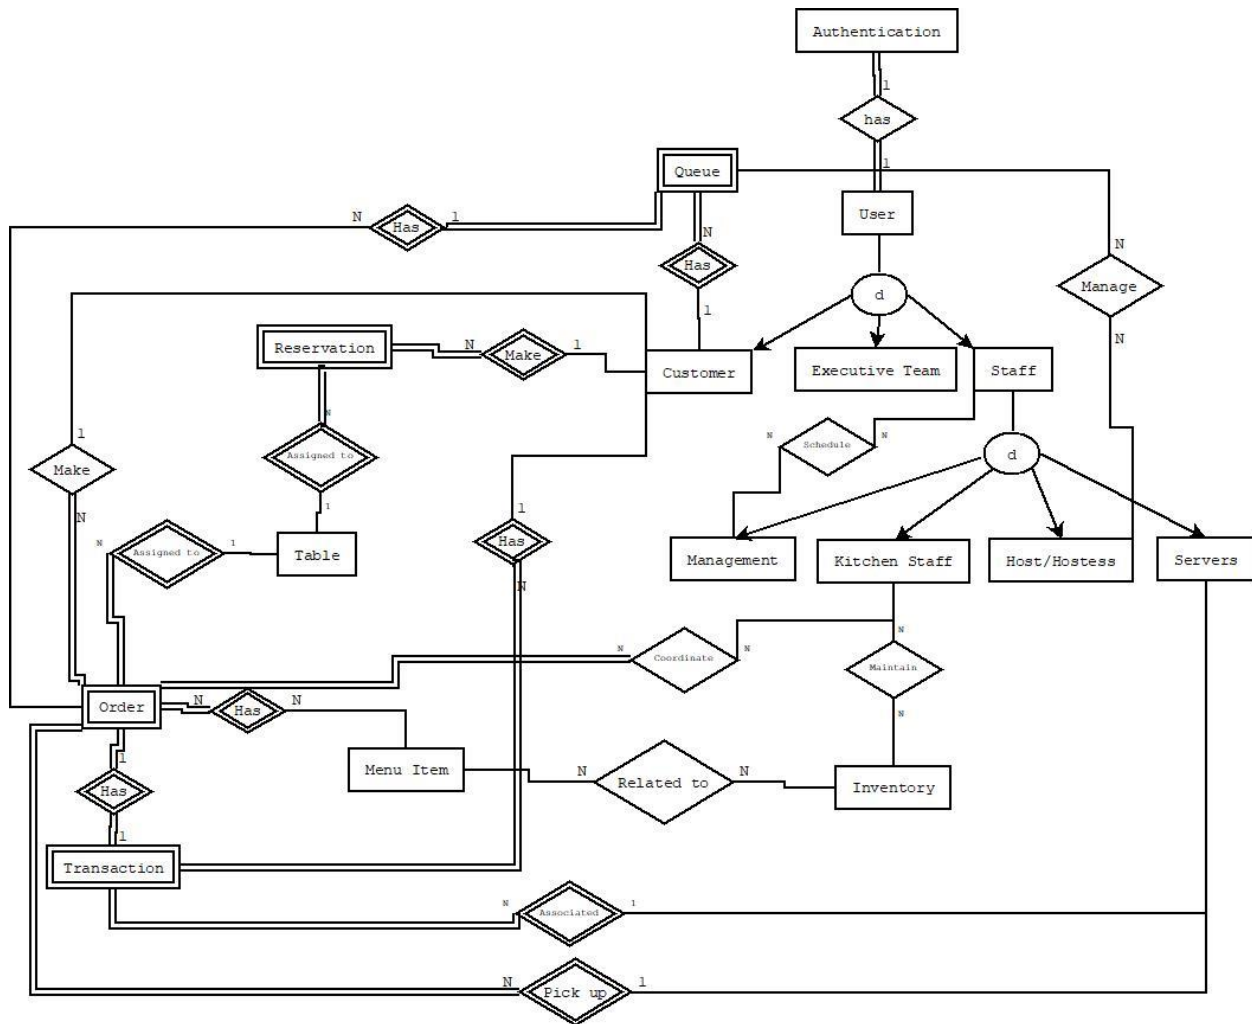 Authentication
1
has
1
Queue
User
N
Has
1
N
Has
1
N
Manage
N
d
Reservation
N
Make
1
Customer
Executive Team
Staff
N
Assigned to
1
N
Schedule
N
d
1
Make
N
1
Has
N
N
Assigned to
1
Table
Management
Kitchen Staff
Host/Hostess
Servers
N
Coordinate
N
N
Maintain
N
Order
N
Has
N
Menu Item
N
Related to
N
Inventory
1
Has
1
Transaction
N
Associated
1
N
Pick up
1